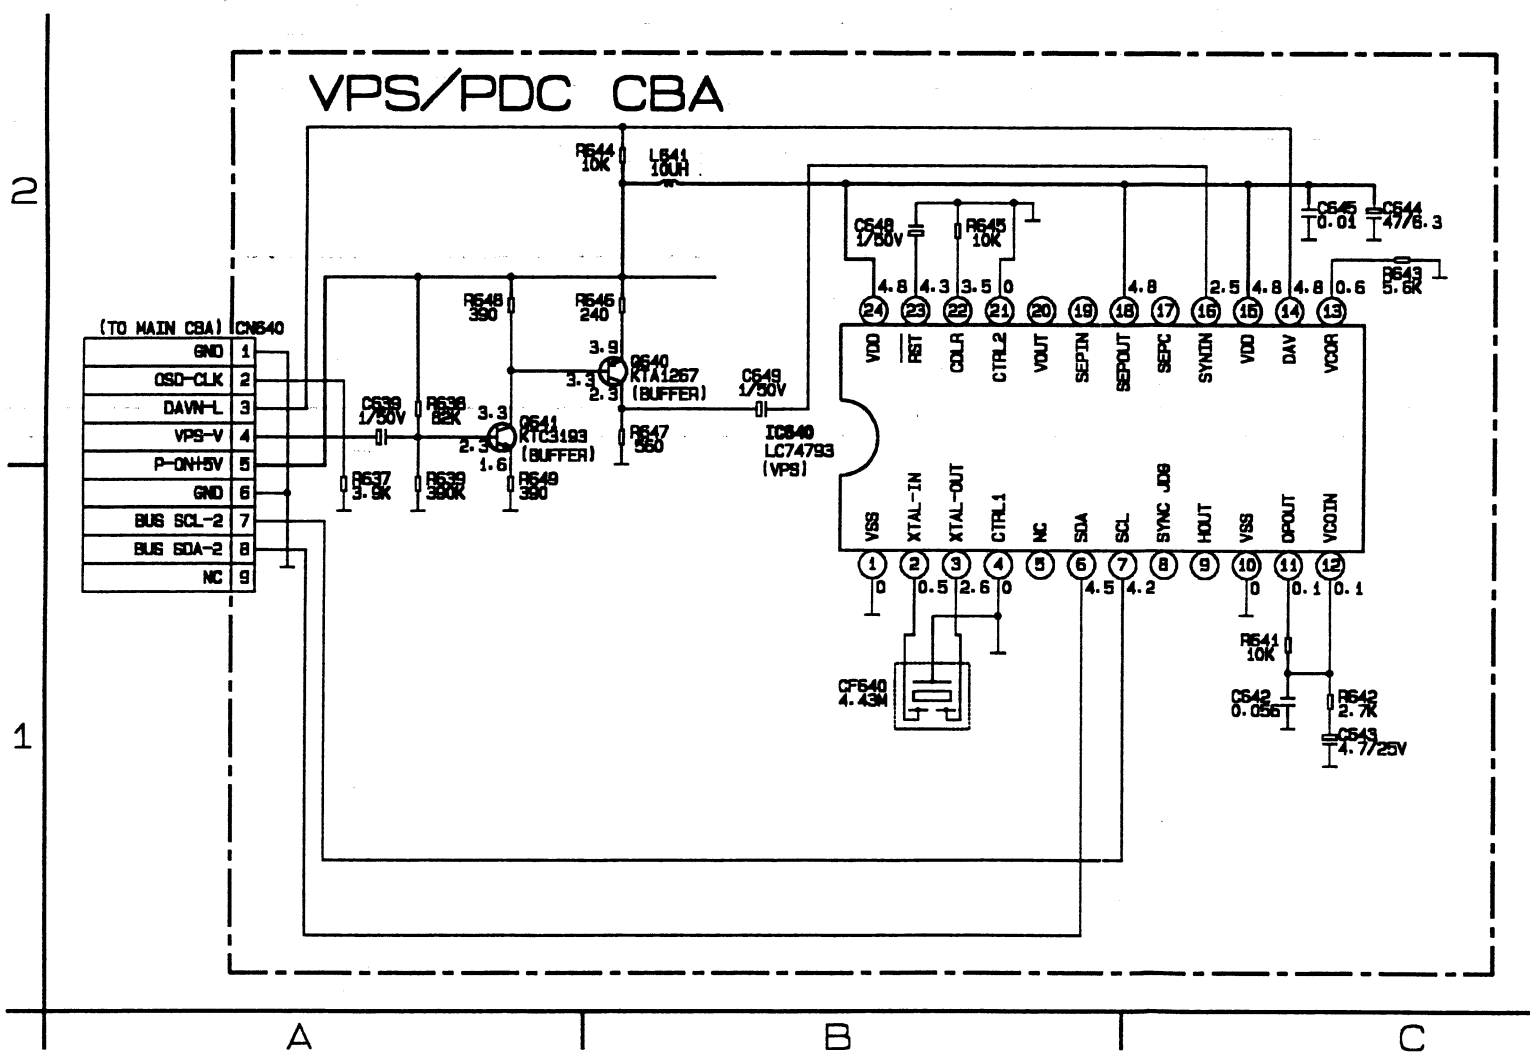 VPS/PDC CBA
2
1
A
B
C
R644
10K
L641
10UH
C648
1/50V
R645
10K
C645
0.01
C644
47/6.3
R643
5.6K
R648
390
R646
240
(TO MAIN CBA) CN640
GND 1
OSD-CLK 2
DAVN-L 3
VPS-V 4
P-ON+5V 5
GND 6
BUS SCL-2 7
BUS SDA-2 8
NC 9
C639
1/50V
R638
82K
3.3
Q641
KTC3193
(BUFFER)
2.3
1.6
3.9
Q640
KTA1267
(BUFFER)
3.3
2.3
C649
1/50V
R637
3.9K
R639
390K
R649
390
R647
560
IC640
LC74793
(VPS)
4.8 4.3 3.5 0 4.8 2.5 4.8 4.8 0.6
24 23 22 21 20 19 18 17 16 15 14 13
VDD RST CDLR CTRL2 VOUT SEPIN SEPOUT SEPC SYNIN VDD DAV VCOR
VSS XTAL-IN XTAL-OUT CTRL1 NC SDA SCL SYNC JDG HOUT VSS CPOUT VCOIN
1 2 3 4 5 6 7 8 9 10 11 12
0 0.5 2.6 0 4.5 4.2 0 0.1 0.1
CF640
4.43M
R641
10K
C642
0.056
R642
2.7K
C643
4.7/25V